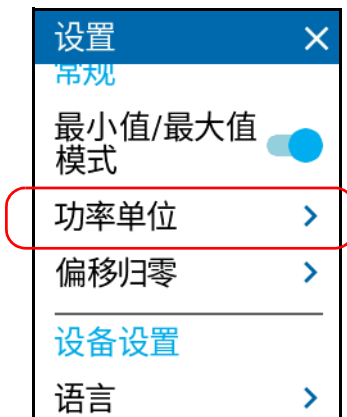 设置
常规
最小值/最大值
模式
功率单位
偏移归零
设备设置
语言